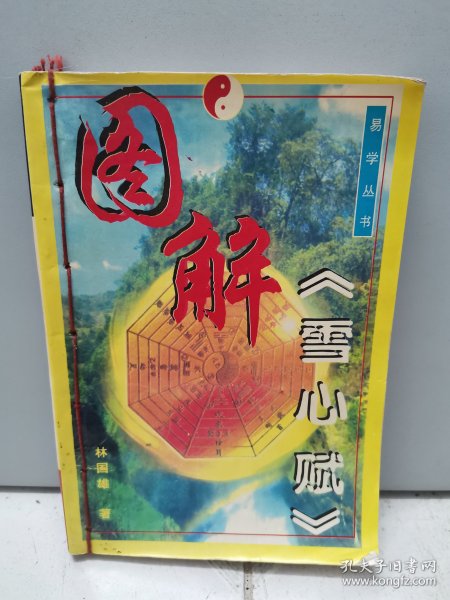 易学丛书
图
解
《雪心赋》
林国雄 著
孔夫子旧书网
www.kongfz.com